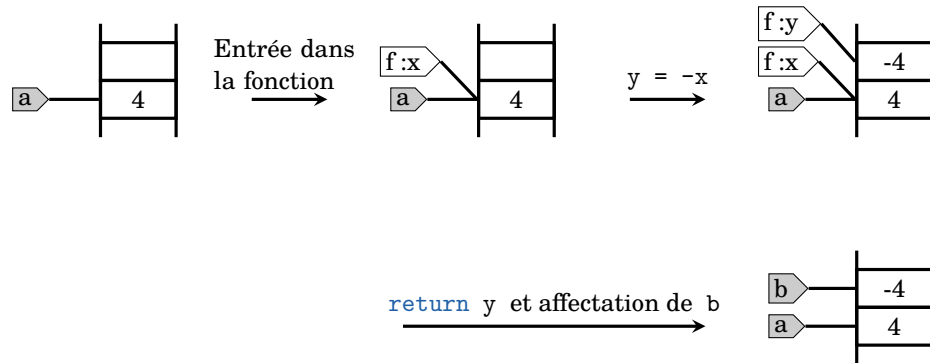 Entrée dans
la fonction
a
4
f :x
a
4
y = -x
f :y
f :x
a
-4
4
return y et affectation de b
b
a
-4
4